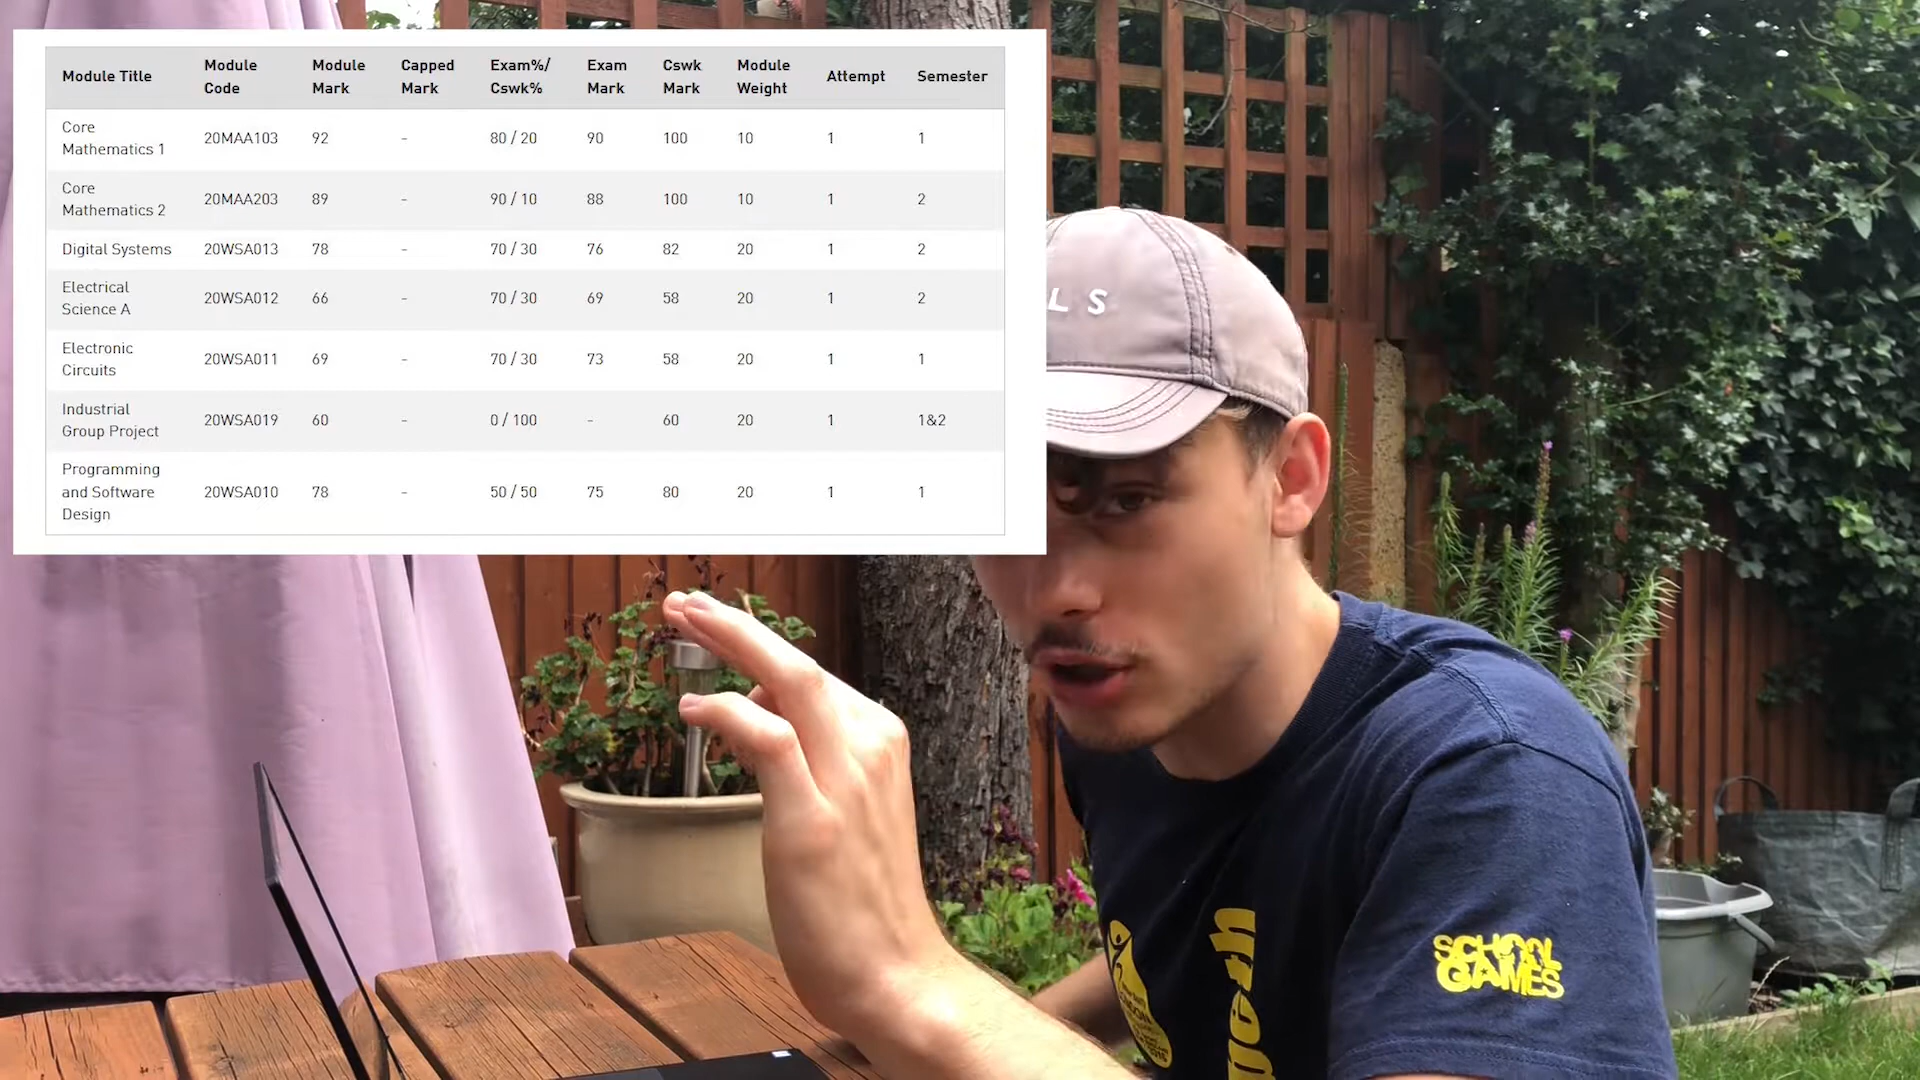 Module Title Module Code Module Mark Capped Mark Exam%/ Cswk% Exam Mark Cswk Mark Module Weight Attempt Semester
Core Mathematics 1 20MAA103 92 - 80 / 20 90 100 10 1 1
Core Mathematics 2 20MAA203 89 - 90 / 10 88 100 10 1 2
Digital Systems 20WSA013 78 - 70 / 30 76 82 20 1 2
Electrical Science A 20WSA012 66 - 70 / 30 69 58 20 1 2
Electronic Circuits 20WSA011 69 - 70 / 30 73 58 20 1 1
Industrial Group Project 20WSA019 60 - 0 / 100 - 60 20 1 1&2
Programming and Software Design 20WSA010 78 - 50 / 50 75 80 20 1 1
L S
SCHOOL
GAMES